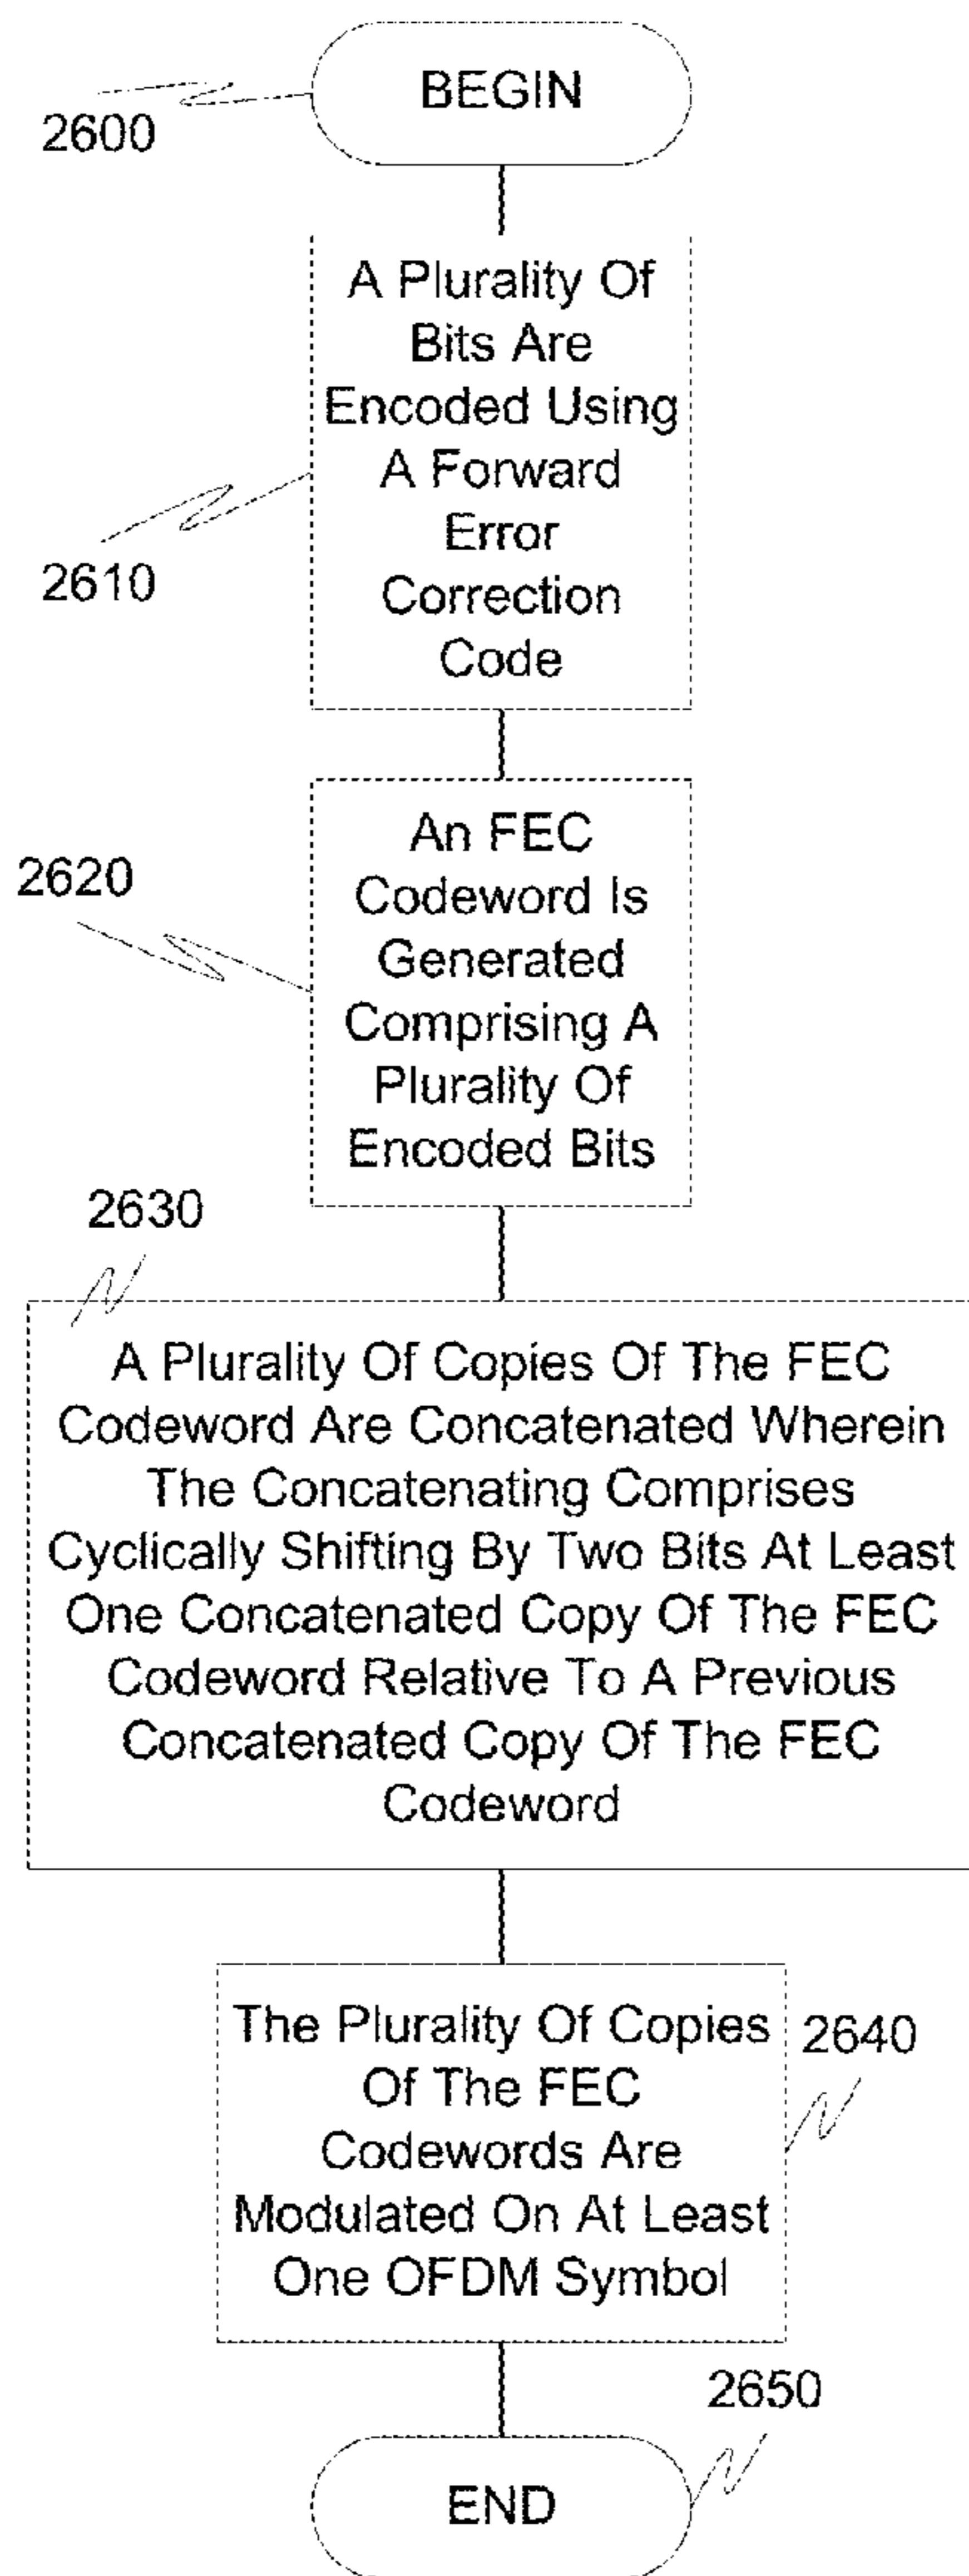 BEGIN
2600
A Plurality Of
Bits Are
Encoded Using
A Forward
Error
Correction
Code
2610
An FEC
Codeword Is
Generated
Comprising A
Plurality Of
Encoded Bits
2620
2630
A Plurality Of Copies Of The FEC
Codeword Are Concatenated Wherein
The Concatenating Comprises
Cyclically Shifting By Two Bits At Least
One Concatenated Copy Of The FEC
Codeword Relative To A Previous
Concatenated Copy Of The FEC
Codeword
The Plurality Of Copies
Of The FEC
Codewords Are
Modulated On At Least
One OFDM Symbol
2640
2650
END